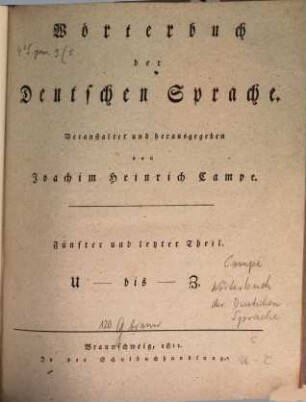 Wörterbuch
der
Deutschen Sprache.
Veranstaltet und herausgegeben
von
Joachim Heinrich Campe.
Fünfter und letzter Theil.
U — bis — Z.
Campe
Wörterbuch
der Deutschen
Sprache
U - Z
Braunschweig, 1811.
In der Schulbuchhandlung.